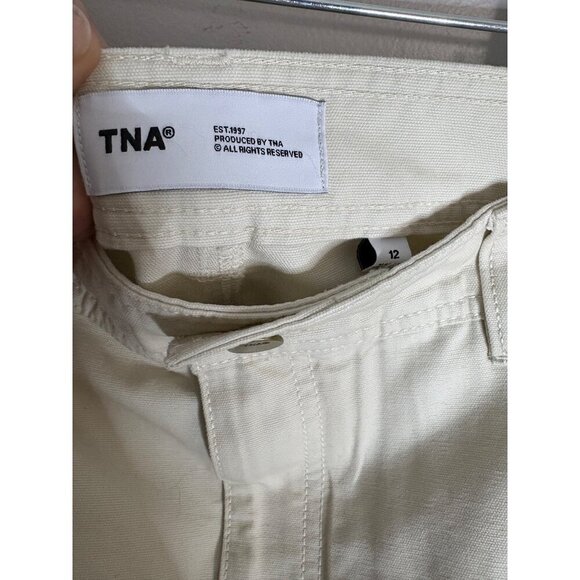 TNA®
EST.1997
PRODUCED BY TNA
© ALL RIGHTS RESERVED
12